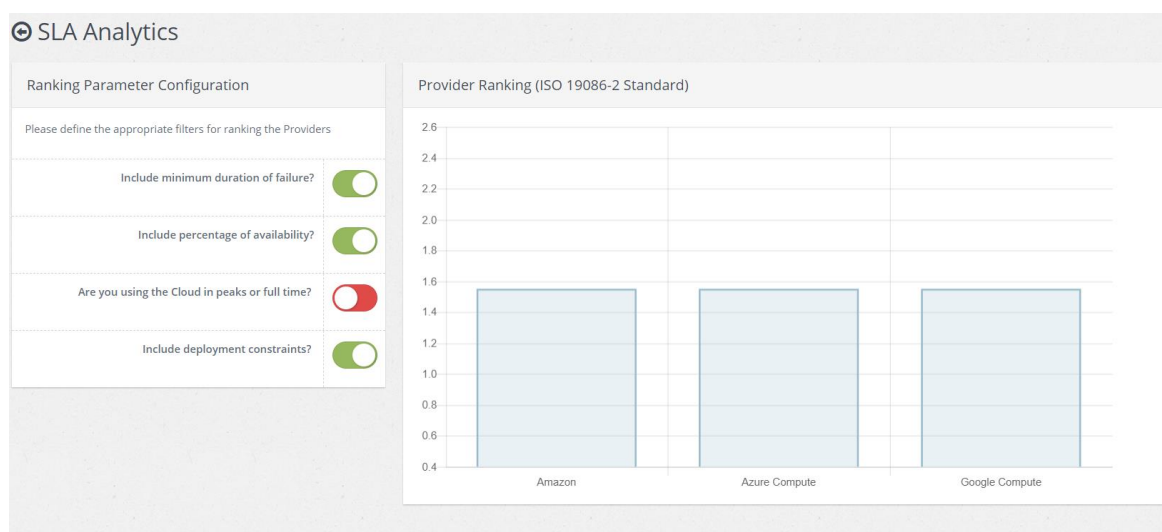 SLA Analytics
Ranking Parameter Configuration
Please define the appropriate filters for ranking the Providers
Include minimum duration of failure?
Include percentage of availability?
Are you using the Cloud in peaks or full time?
Include deployment constraints?
Provider Ranking (ISO 19086-2 Standard)
2.6
2.4
2.2
2.0
1.8
1.6
1.4
1.2
1.0
0.8
0.6
0.4
Amazon Azure Compute Google Compute